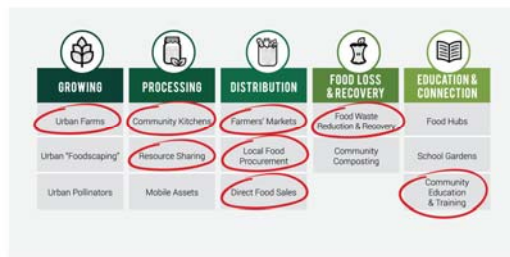 GROWING
PROCESSING
DISTRIBUTION
FOOD LOSS
& RECOVERY
EDUCATION &
CONNECTION
Urban Farms
Community Kitchens
Farmers' Markets
Food Waste
Reduction & Recovery
Food Hubs
Urban "Foodscaping"
Resource Sharing
Local Food
Procurement
Community
Composting
School Gardens
Urban Pollinators
Mobile Assets
Direct Food Sales
Community
Education
& Training